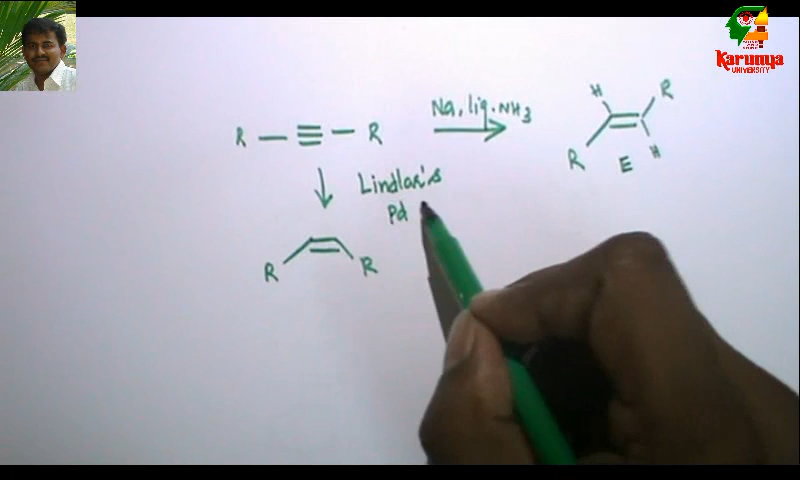 R — ≡ — R
Na, liq. NH3
H
R
R
H
E
Lindlar's
Pd
R
R
Karunya
UNIVERSITY